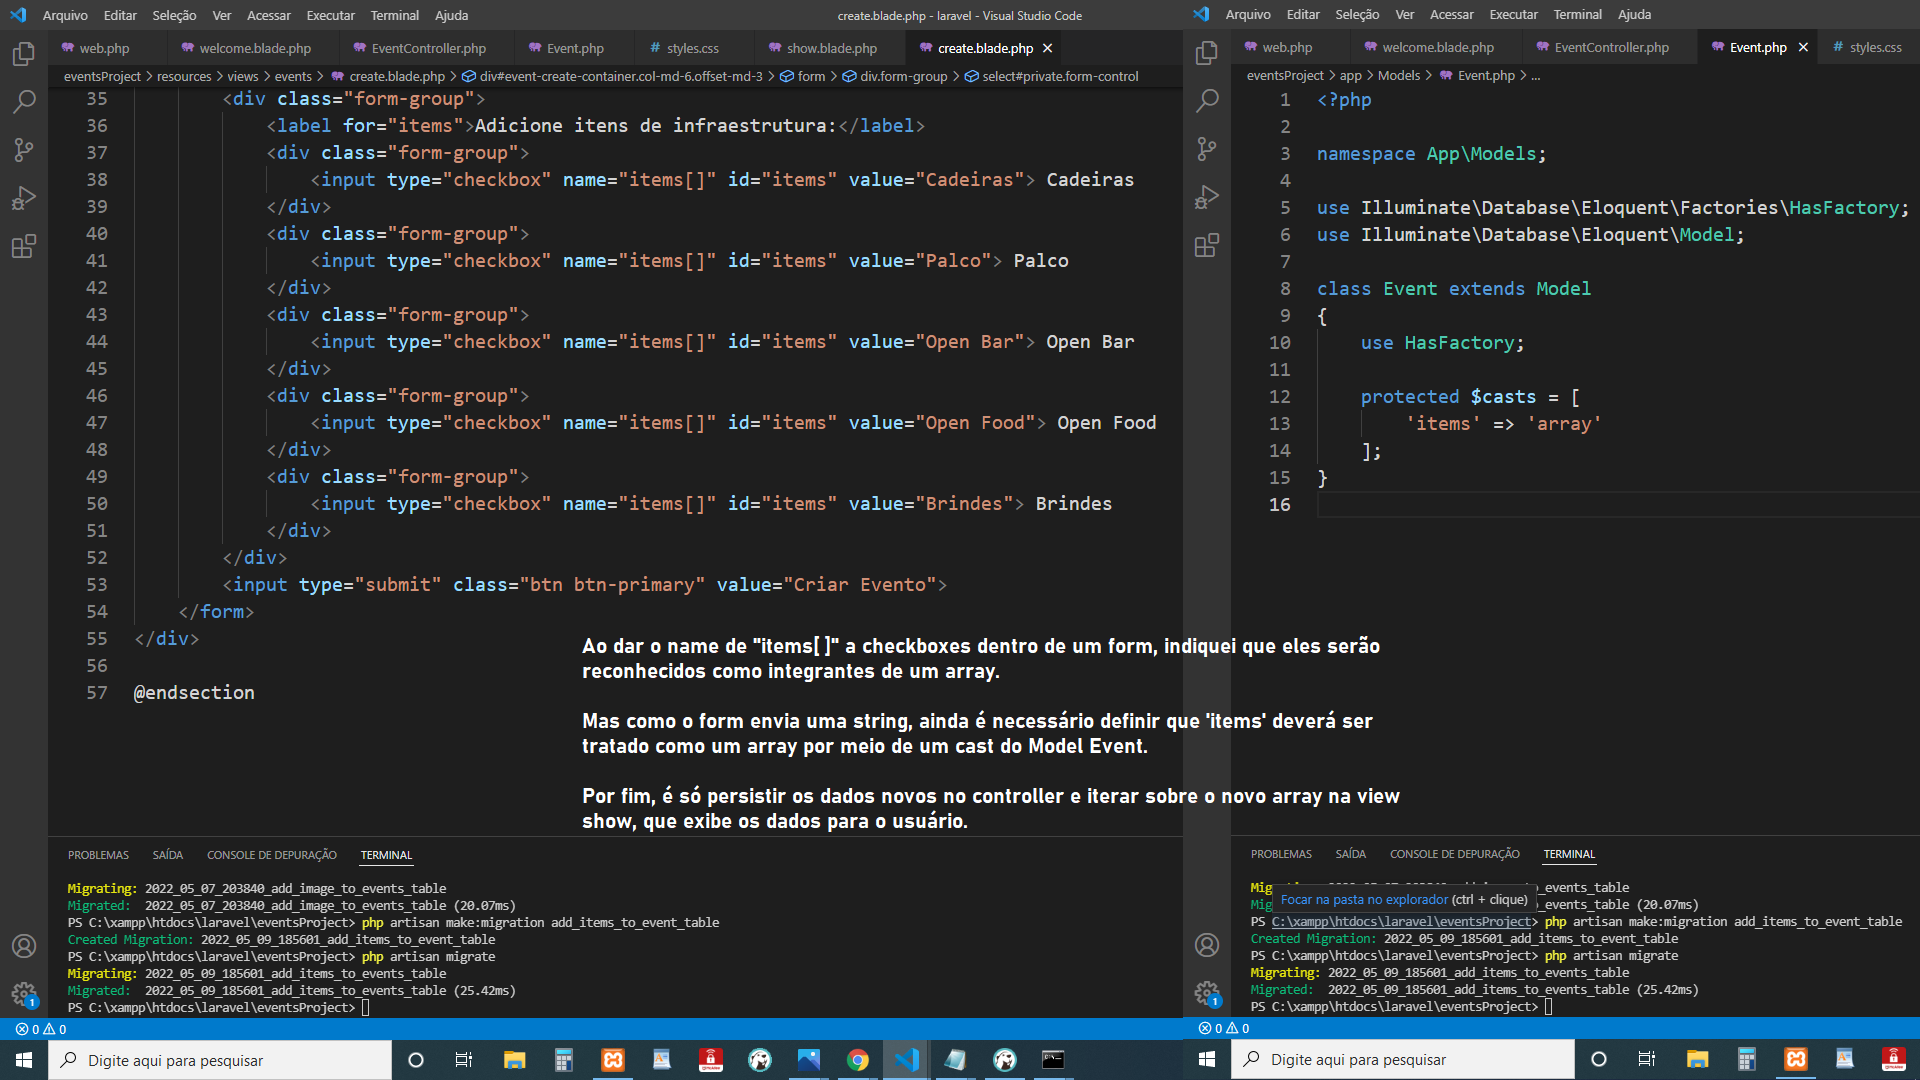 Arquivo Editar Seleção Ver Acessar Executar Terminal Ajuda
create.blade.php - laravel - Visual Studio Code
web.php welcome.blade.php EventController.php Event.php # styles.css show.blade.php create.blade.php
eventsProject > resources > views > events > create.blade.php > div#event-create-container.col-md-6.offset-md-3 > form > div.form-group > select#private.form-control
35 <div class="form-group">
36 <label for="items">Adicione itens de infraestrutura:</label>
37 <div class="form-group">
38 <input type="checkbox" name="items[]" id="items" value="Cadeiras"> Cadeiras
39 </div>
40 <div class="form-group">
41 <input type="checkbox" name="items[]" id="items" value="Palco"> Palco
42 </div>
43 <div class="form-group">
44 <input type="checkbox" name="items[]" id="items" value="Open Bar"> Open Bar
45 </div>
46 <div class="form-group">
47 <input type="checkbox" name="items[]" id="items" value="Open Food"> Open Food
48 </div>
49 <div class="form-group">
50 <input type="checkbox" name="items[]" id="items" value="Brindes"> Brindes
51 </div>
52 </div>
53 <input type="submit" class="btn btn-primary" value="Criar Evento">
54 </form>
55 </div>
56
57 @endsection
Ao dar o name de "items[ ]" a checkboxes dentro de um form, indiquei que eles serão
reconhecidos como integrantes de um array.
Mas como o form envia uma string, ainda é necessário definir que 'items' deverá ser
tratado como um array por meio de um cast do Model Event.
Por fim, é só persistir os dados novos no controller e iterar sobre o novo array na view
show, que exibe os dados para o usuário.
PROBLEMAS SAÍDA CONSOLE DE DEPURAÇÃO TERMINAL
Migrating: 2022_05_07_203840_add_image_to_events_table
Migrated: 2022_05_07_203840_add_image_to_events_table (20.07ms)
PS C:\xampp\htdocs\laravel\eventsProject> php artisan make:migration add_items_to_event_table
Created Migration: 2022_05_09_185601_add_items_to_event_table
PS C:\xampp\htdocs\laravel\eventsProject> php artisan migrate
Migrating: 2022_05_09_185601_add_items_to_events_table
Migrated: 2022_05_09_185601_add_items_to_events_table (25.42ms)
PS C:\xampp\htdocs\laravel\eventsProject>
1
0 0
Digite aqui para pesquisar
Arquivo Editar Seleção Ver Acessar Executar Terminal Ajuda
web.php welcome.blade.php EventController.php Event.php # styles.css
eventsProject > app > Models > Event.php > ...
1 <?php
2
3 namespace App\Models;
4
5 use Illuminate\Database\Eloquent\Factories\HasFactory;
6 use Illuminate\Database\Eloquent\Model;
7
8 class Event extends Model
9 {
10 use HasFactory;
11
12 protected $casts = [
13 'items' => 'array'
14 ];
15 }
16
PROBLEMAS SAÍDA CONSOLE DE DEPURAÇÃO TERMINAL
Mig _events_table
Focar na pasta no explorador (ctrl + clique)
Mig _events_table (20.07ms)
PS C:\xampp\htdocs\laravel\eventsProject> php artisan make:migration add_items_to_event_table
Created Migration: 2022_05_09_185601_add_items_to_event_table
PS C:\xampp\htdocs\laravel\eventsProject> php artisan migrate
Migrating: 2022_05_09_185601_add_items_to_events_table
Migrated: 2022_05_09_185601_add_items_to_events_table (25.42ms)
PS C:\xampp\htdocs\laravel\eventsProject>
1
0 0
Digite aqui para pesquisar